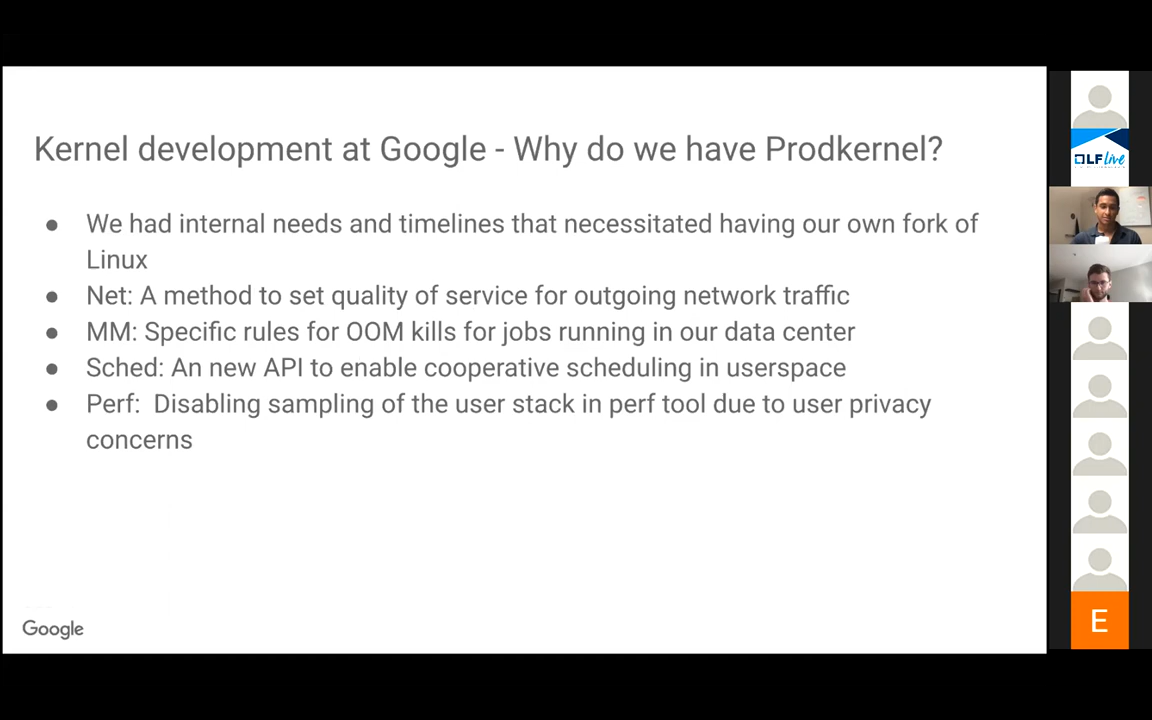 Kernel development at Google - Why do we have Prodkernel?
● We had internal needs and timelines that necessitated having our own fork of
Linux
● Net: A method to set quality of service for outgoing network traffic
● MM: Specific rules for OOM kills for jobs running in our data center
● Sched: An new API to enable cooperative scheduling in userspace
● Perf: Disabling sampling of the user stack in perf tool due to user privacy
concerns
Google
LF live
E